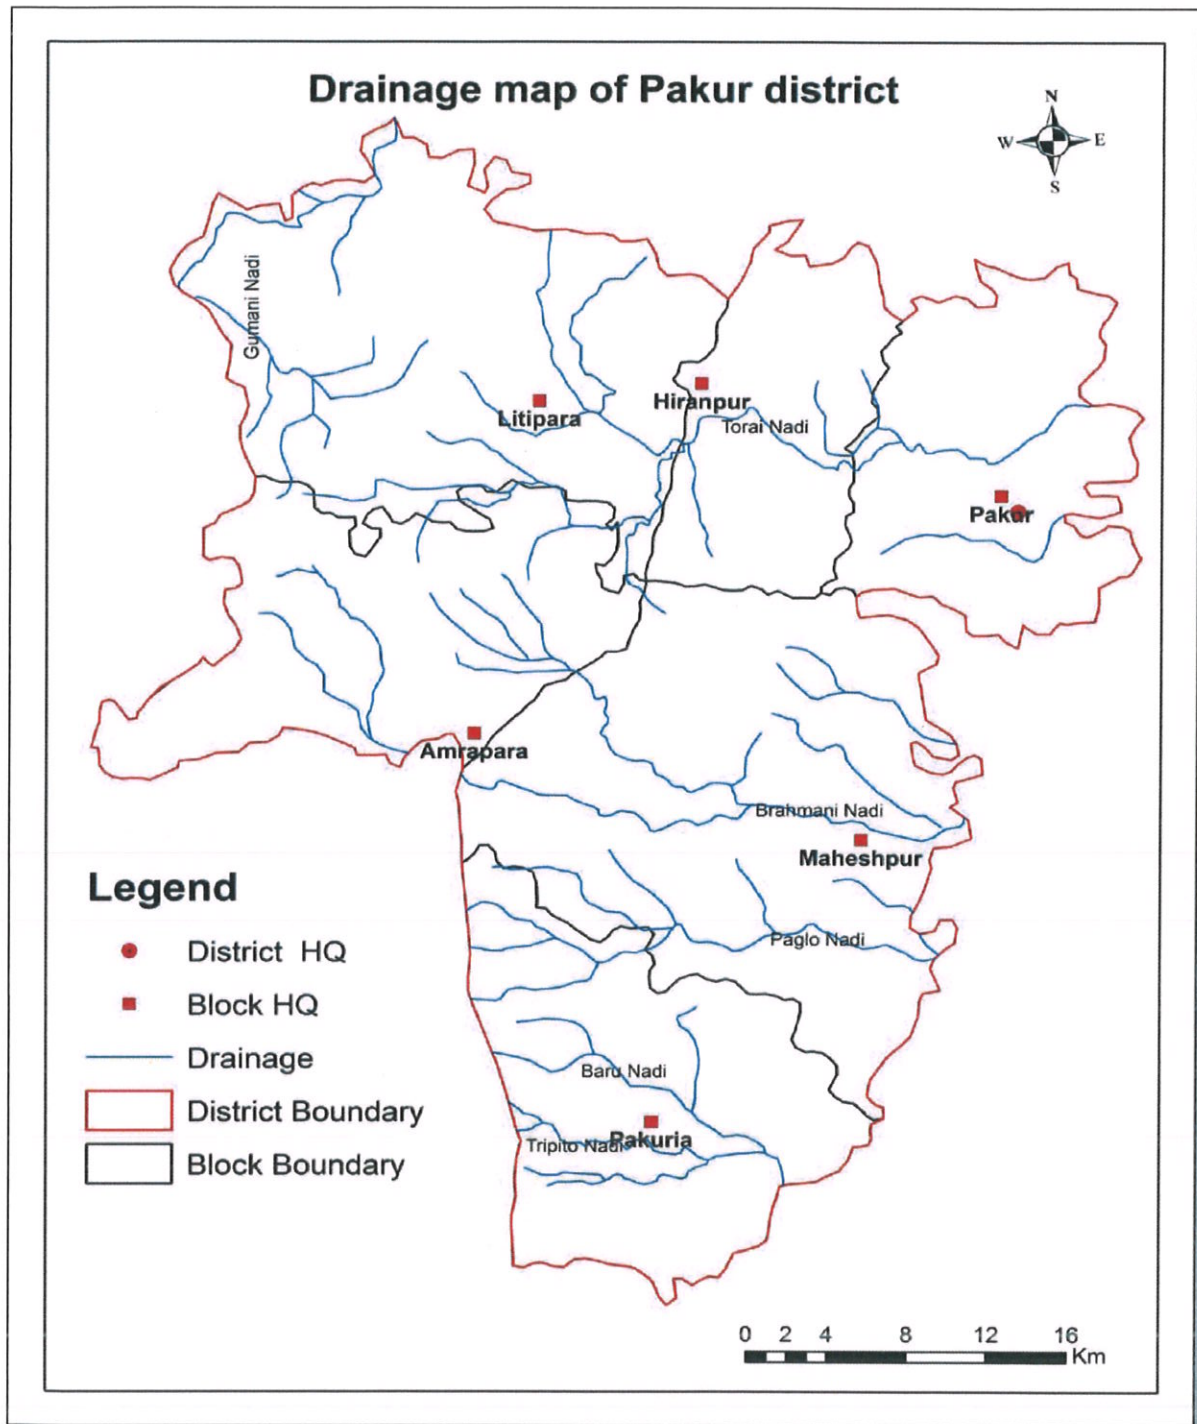 Drainage map of Pakur district
N
W E
S
Gumani Nadi
Hiranpur
Litipara
Torai Nadi
Pakur
Amrapara
Brahmani Nadi
Maheshpur
Legend
District HQ
Block HQ
Drainage
District Boundary
Block Boundary
Paglo Nadi
Baru Nadi
Pakuria
Tripito Nadi
0 2 4 8 12 16
Km